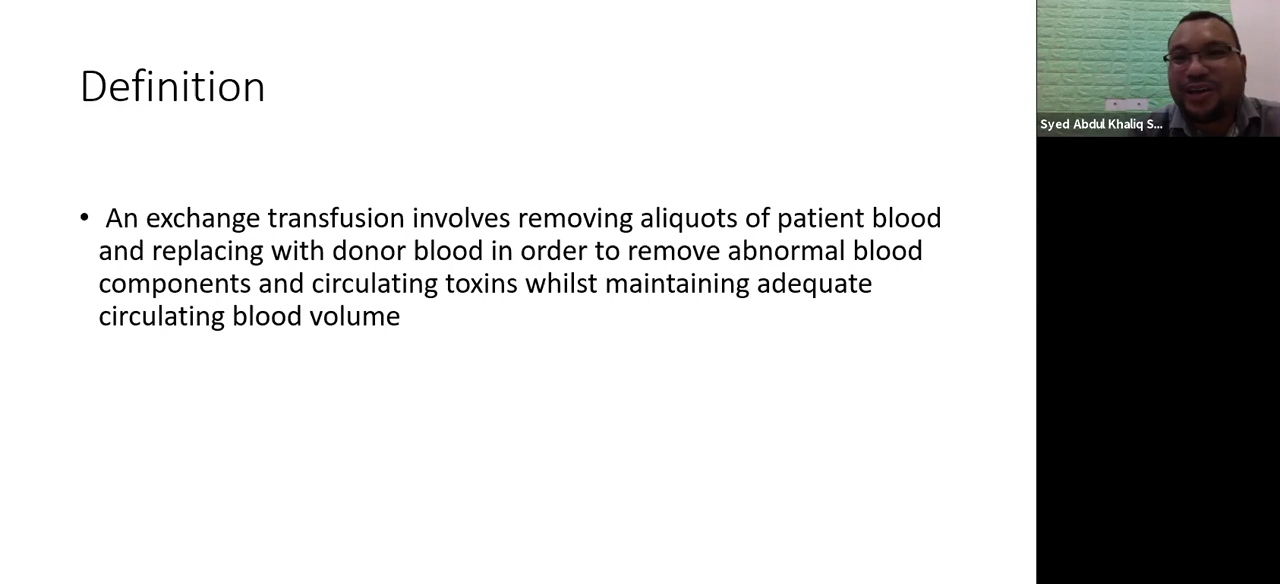 Definition
• An exchange transfusion involves removing aliquots of patient blood
and replacing with donor blood in order to remove abnormal blood
components and circulating toxins whilst maintaining adequate
circulating blood volume
Syed Abdul Khaliq S...